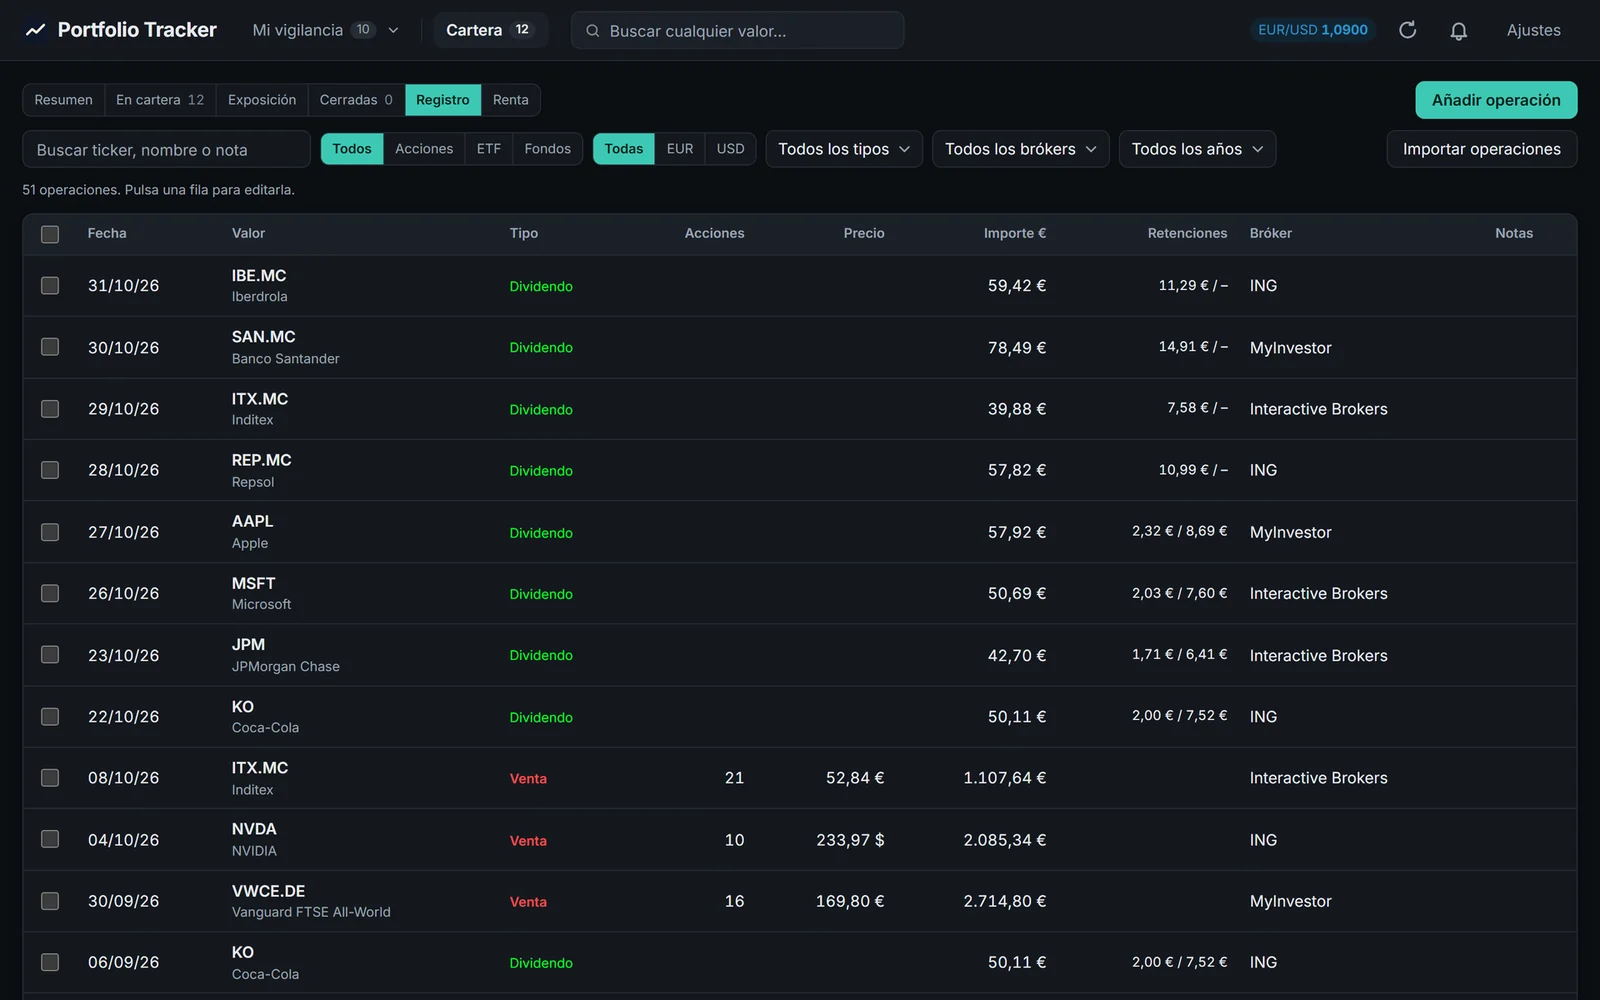 Portfolio Tracker Mi vigilancia 10 Cartera 12 Buscar cualquier valor... EUR/USD 1,0900 Ajustes
Resumen En cartera 12 Exposición Cerradas 0 Registro Renta Añadir operación
Buscar ticker, nombre o nota Todos Acciones ETF Fondos Todas EUR USD Todos los tipos Todos los brókers Todos los años Importar operaciones
51 operaciones. Pulsa una fila para editarla.
Fecha Valor Tipo Acciones Precio Importe € Retenciones Bróker Notas
31/10/26 IBE.MC Dividendo 59,42 € 11,29 € / – ING
Iberdrola
30/10/26 SAN.MC Dividendo 78,49 € 14,91 € / – MyInvestor
Banco Santander
29/10/26 ITX.MC Dividendo 39,88 € 7,58 € / – Interactive Brokers
Inditex
28/10/26 REP.MC Dividendo 57,82 € 10,99 € / – ING
Repsol
27/10/26 AAPL Dividendo 57,92 € 2,32 € / 8,69 € MyInvestor
Apple
26/10/26 MSFT Dividendo 50,69 € 2,03 € / 7,60 € Interactive Brokers
Microsoft
23/10/26 JPM Dividendo 42,70 € 1,71 € / 6,41 € Interactive Brokers
JPMorgan Chase
22/10/26 KO Dividendo 50,11 € 2,00 € / 7,52 € ING
Coca-Cola
08/10/26 ITX.MC Venta 21 52,84 € 1.107,64 € Interactive Brokers
Inditex
04/10/26 NVDA Venta 10 233,97 $ 2.085,34 € ING
NVIDIA
30/09/26 VWCE.DE Venta 16 169,80 € 2.714,80 € MyInvestor
Vanguard FTSE All-World
06/09/26 KO Dividendo 50,11 € 2,00 € / 7,52 € ING
Coca-Cola